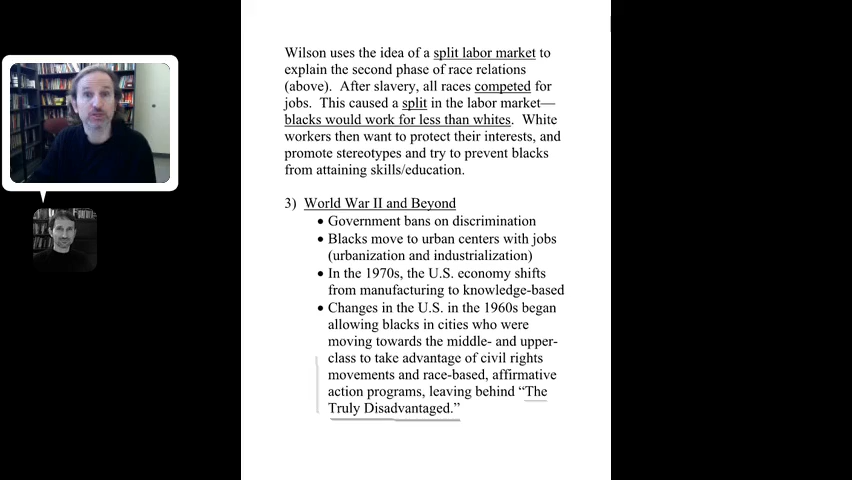 Wilson uses the idea of a split labor market to
explain the second phase of race relations
(above). After slavery, all races competed for
jobs. This caused a split in the labor market—
blacks would work for less than whites. White
workers then want to protect their interests, and
promote stereotypes and try to prevent blacks
from attaining skills/education.
3) World War II and Beyond
• Government bans on discrimination
• Blacks move to urban centers with jobs
(urbanization and industrialization)
• In the 1970s, the U.S. economy shifts
from manufacturing to knowledge-based
• Changes in the U.S. in the 1960s began
allowing blacks in cities who were
moving towards the middle- and upper-
class to take advantage of civil rights
movements and race-based, affirmative
action programs, leaving behind “The
Truly Disadvantaged.”